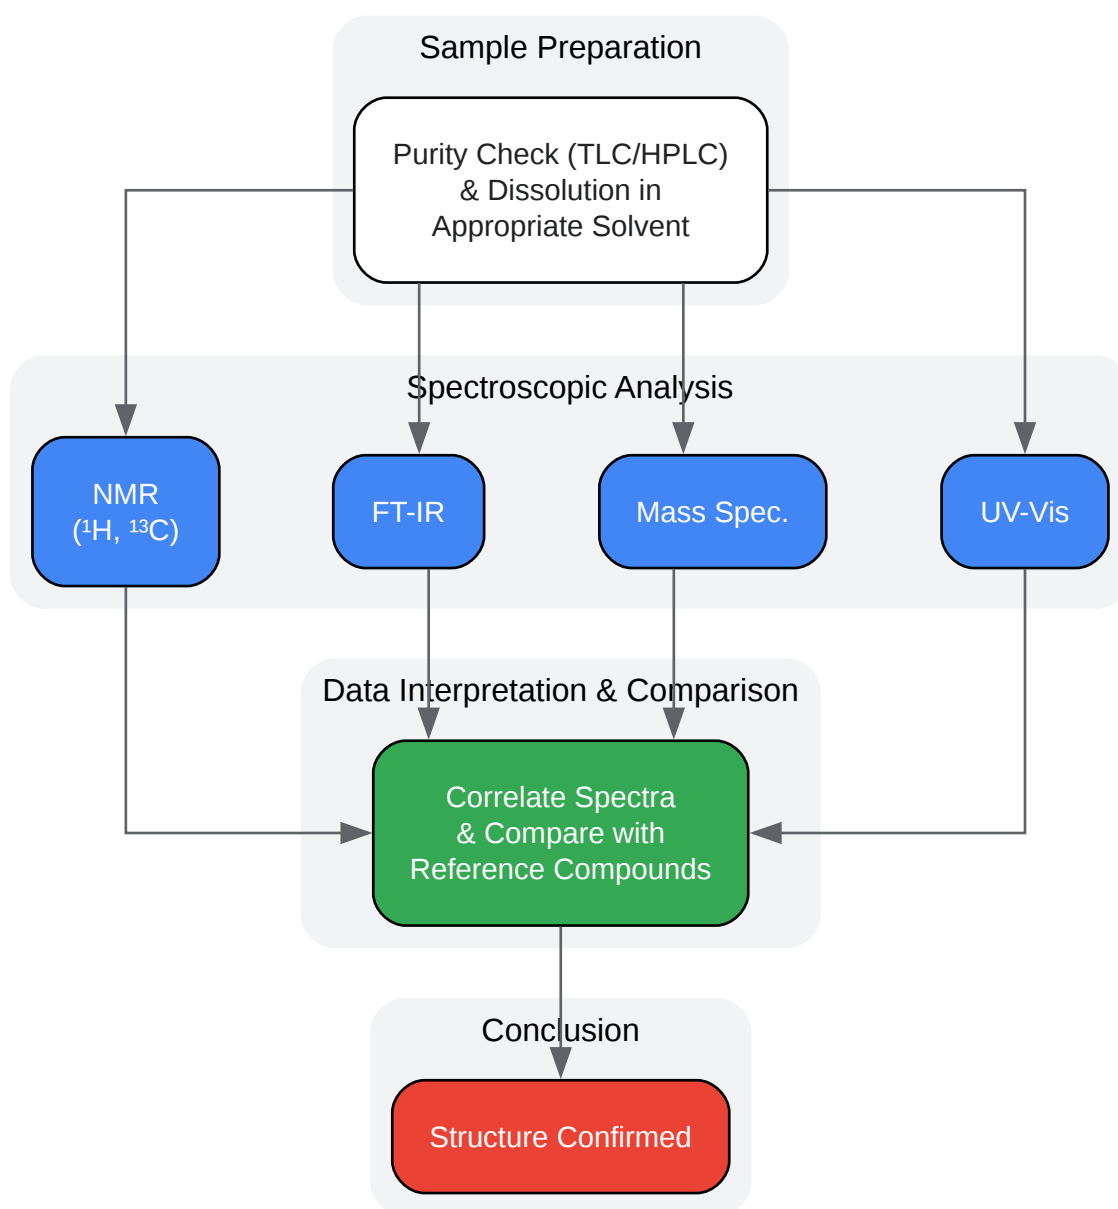 Sample Preparation
Purity Check (TLC/HPLC)
& Dissolution in
Appropriate Solvent
Spectroscopic Analysis
NMR
(¹H, ¹³C)
FT-IR
Mass Spec.
UV-Vis
Data Interpretation & Comparison
Correlate Spectra
& Compare with
Reference Compounds
Conclusion
Structure Confirmed